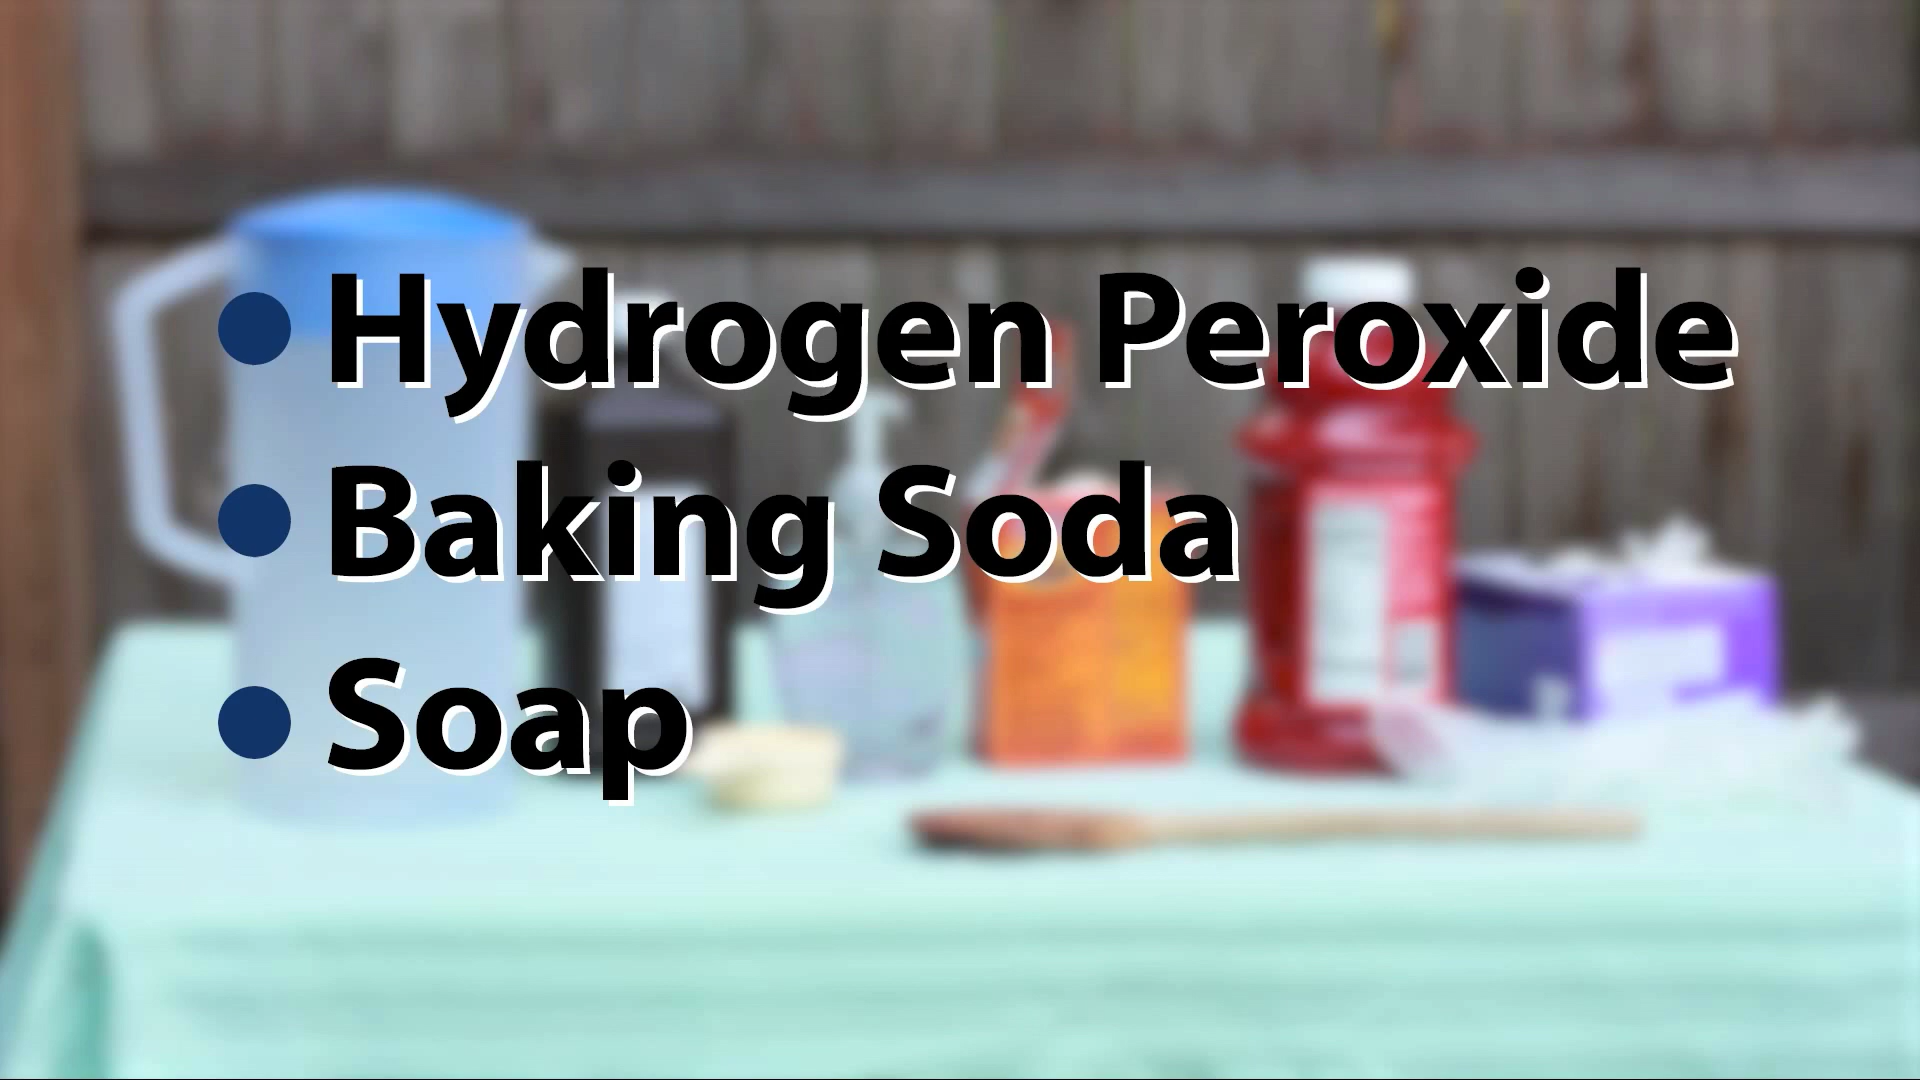 • Hydrogen Peroxide
• Baking Soda
• Soap